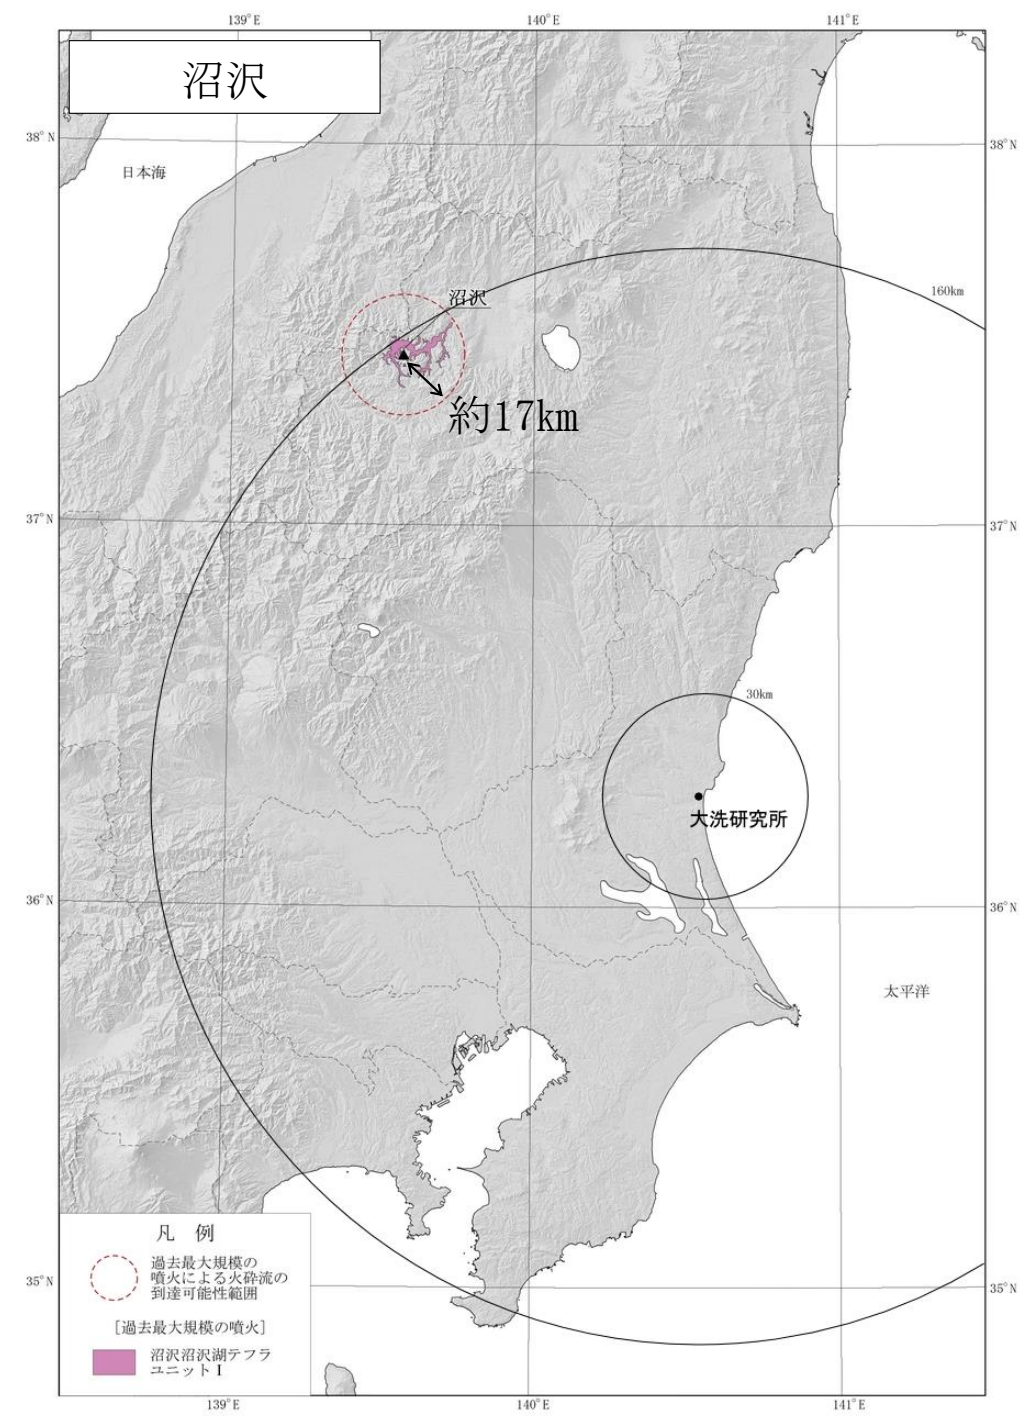 139°E
140°E
141°E
沼沢
38°N
38°N
日本海
160km
沼沢
約17km
37°N
37°N
30km
大洗研究所
36°N
36°N
太平洋
凡 例
過去最大規模の
噴火による火砕流の
到達可能性範囲
[過去最大規模の噴火]
沼沢沼沢湖テフラ
ユニットⅠ
35°N
35°N
139°E
140°E
141°E